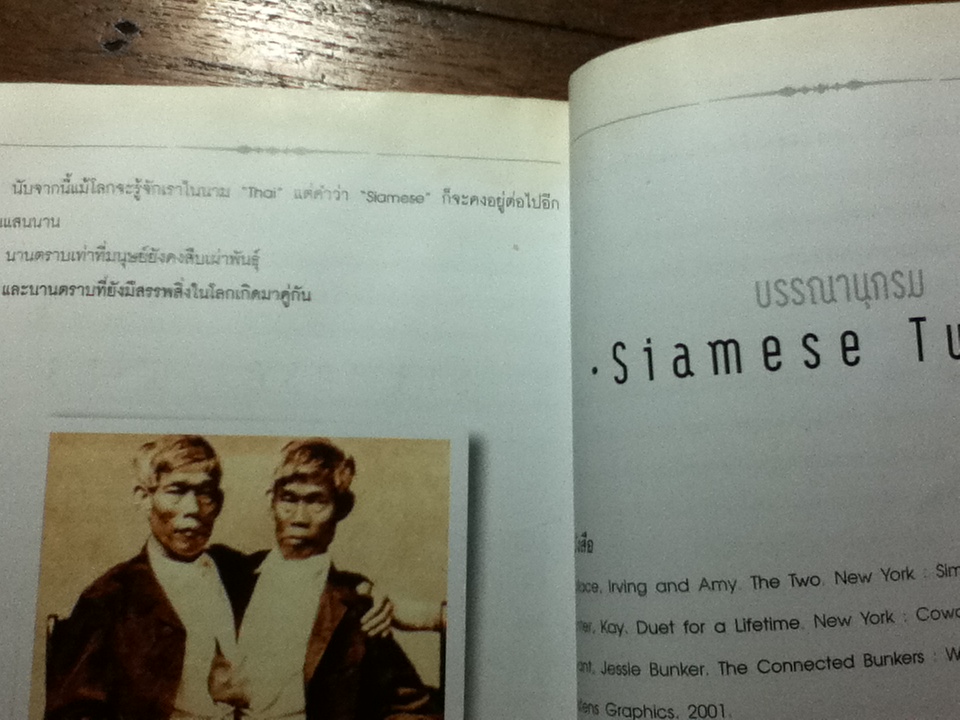 นับจากนี้แม้โลกจะรู้จักเราในนาม "Thai" แต่คำว่า "Siamese" ก็จะคงอยู่ต่อไปอีก
แสนนาน
นานตราบเท่าที่มนุษย์ยังคงสืบเผ่าพันธุ์
และนานตราบที่ยังมีสรรพสิ่งในโลกเกิดมาคู่กัน
บรรณานุกรม
·Siamese Tw
Irving and Amy. The Two. New York : Sim
Kay. Duet for a Lifetime. New York : Cowa
Jessie Bunker. The Connected Bunkers : W
Graphics, 2001.